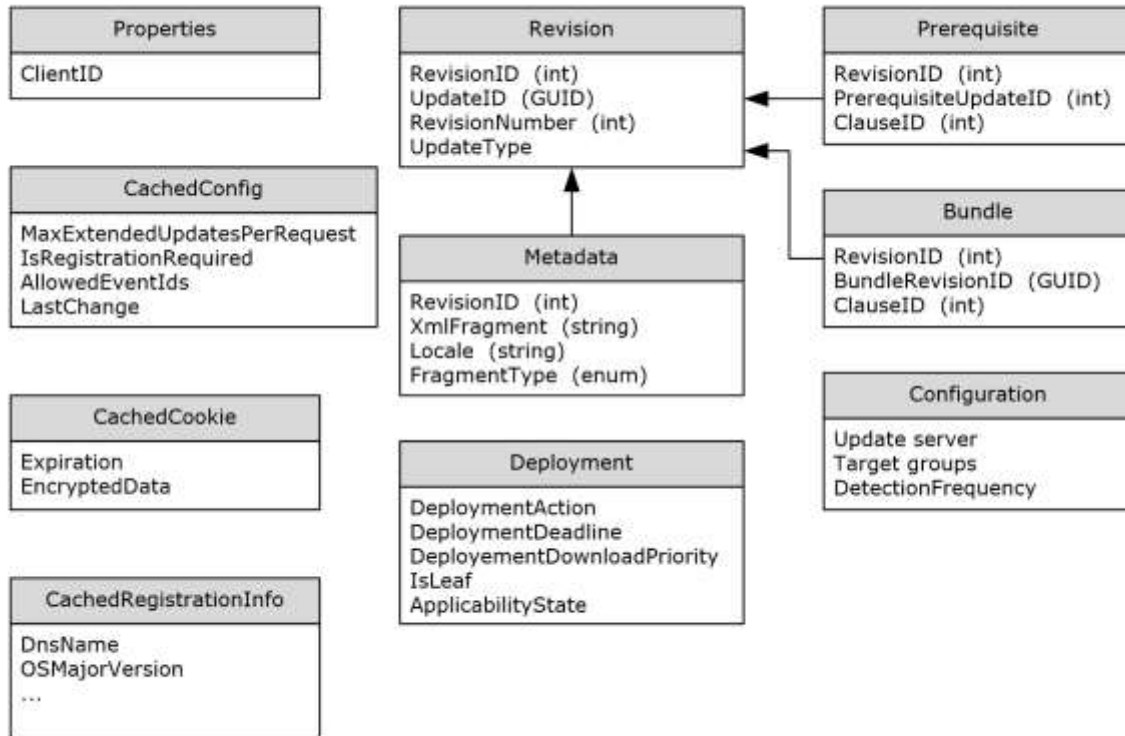 Properties
ClientID
CachedConfig
MaxExtendedUpdatesPerRequest
IsRegistrationRequired
AllowedEventIds
LastChange
CachedCookie
Expiration
EncryptedData
CachedRegistrationInfo
DnsName
OSMajorVersion
...
Revision
RevisionID (int)
UpdateID (GUID)
RevisionNumber (int)
UpdateType
Metadata
RevisionID (int)
XmlFragment (string)
Locale (string)
FragmentType (enum)
Deployment
DeploymentAction
DeploymentDeadline
DeployementDownloadPriority
IsLeaf
ApplicabilityState
Prerequisite
RevisionID (int)
PrerequisiteUpdateID (int)
ClauseID (int)
Bundle
RevisionID (int)
BundleRevisionID (GUID)
ClauseID (int)
Configuration
Update server
Target groups
DetectionFrequency